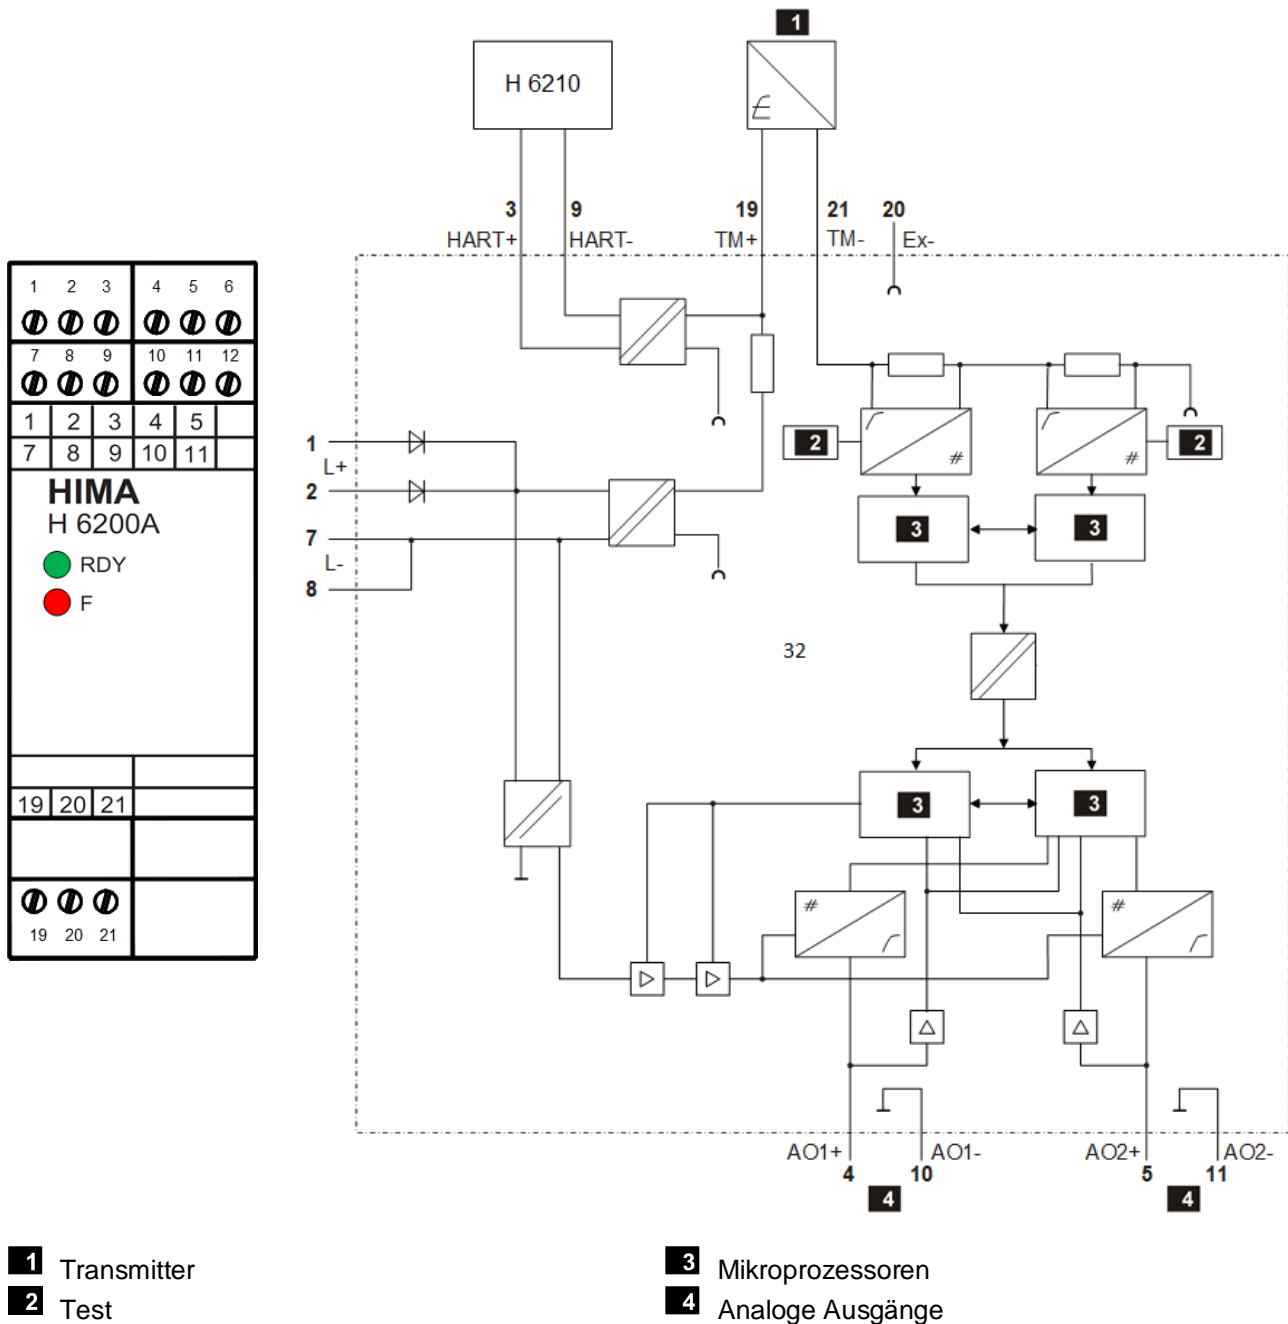 1
H 6210
3 9 19 21 20
HART+ HART- TM+ TM- Ex-
1 2 3 4 5 6
7 8 9 10 11 12
1 2 3 4 5
7 8 9 10 11
HIMA
H 6200A
RDY
F
19 20 21
19 20 21
1
L+
2
7
L-
8
2 # # 2
3 3
32
3 3
# #
AO1+ AO1- AO2+ AO2-
4 10 5 11
4 4
1 Transmitter
2 Test
3 Mikroprozessoren
4 Analoge Ausgänge